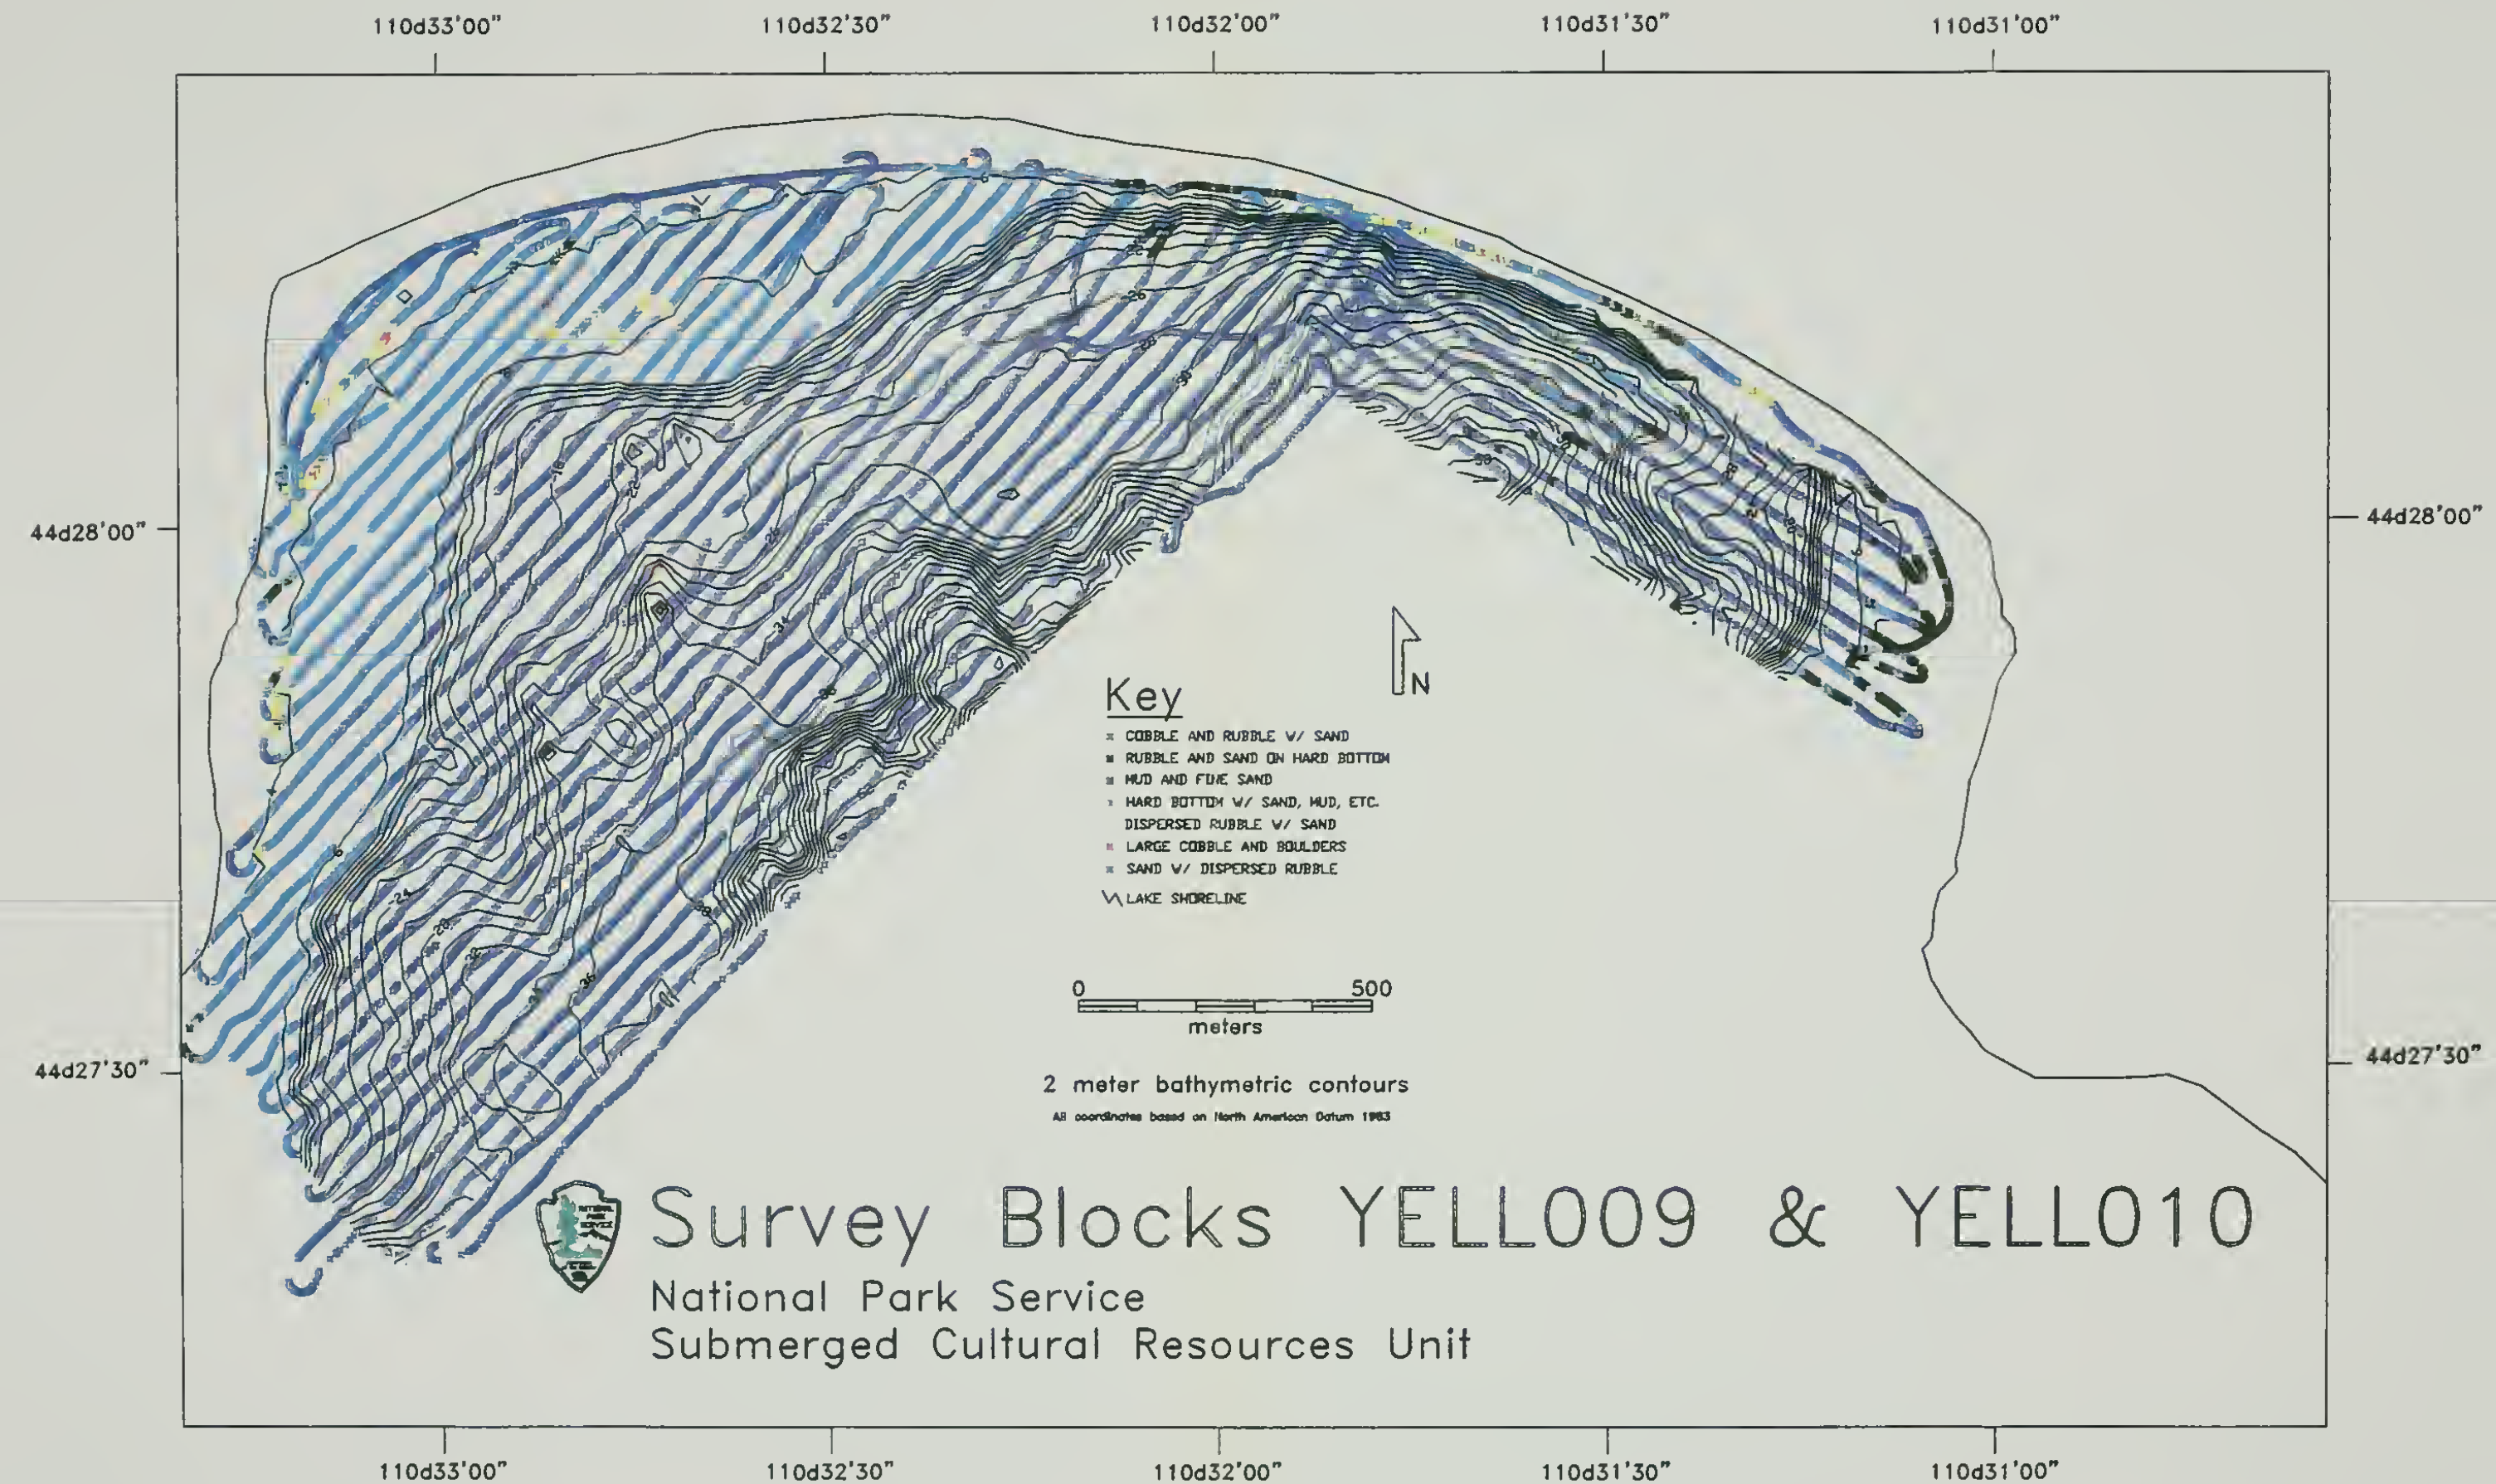 110d33'00" 110d32'30" 110d32'00" 110d31'30" 110d31'00"
44d28'00" 44d28'00"
Key
COBBLE AND RUBBLE W/ SAND
RUBBLE AND SAND ON HARD BOTTOM
MUD AND FINE SAND
HARD BOTTOM W/ SAND, MUD, ETC.
DISPERSED RUBBLE W/ SAND
LARGE COBBLE AND BOULDERS
SAND W/ DISPERSED RUBBLE
LAKE SHORELINE
N
0 500
meters
44d27'30" 44d27'30"
2 meter bathymetric contours
All coordinates based on North American Datum 1983
Survey Blocks YELL009 & YELL010
NATIONAL PARK SERVICE
National Park Service
Submerged Cultural Resources Unit
110d33'00" 110d32'30" 110d32'00" 110d31'30" 110d31'00"